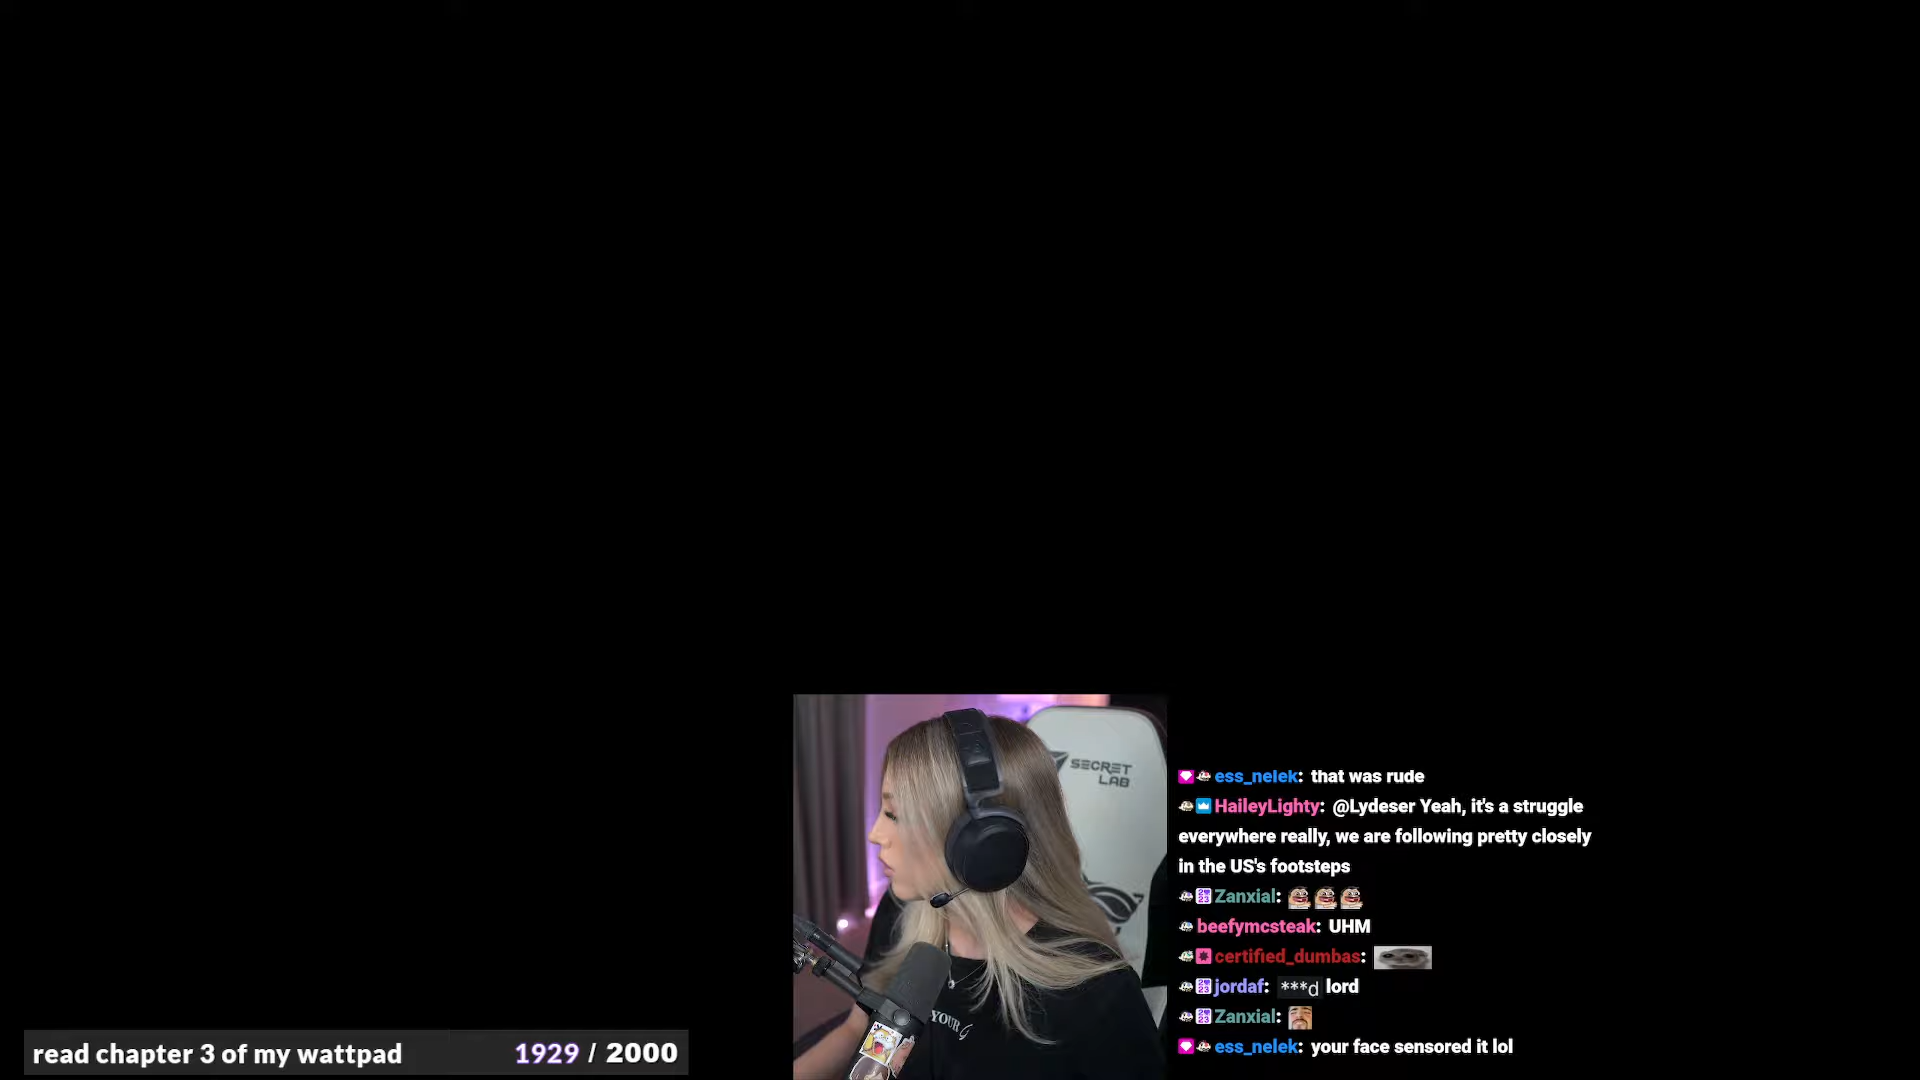 SECRET
LAB
ess_nelek: that was rude
HaileyLighty: @Lydeser Yeah, it's a struggle
everywhere really, we are following pretty closely
in the US's footsteps
Zanxial:
beefymcsteak: UHM
certified_dumbas:
jordaf: ***d lord
Zanxial:
ess_nelek: your face sensored it lol
YOUR
read chapter 3 of my wattpad 1929 / 2000